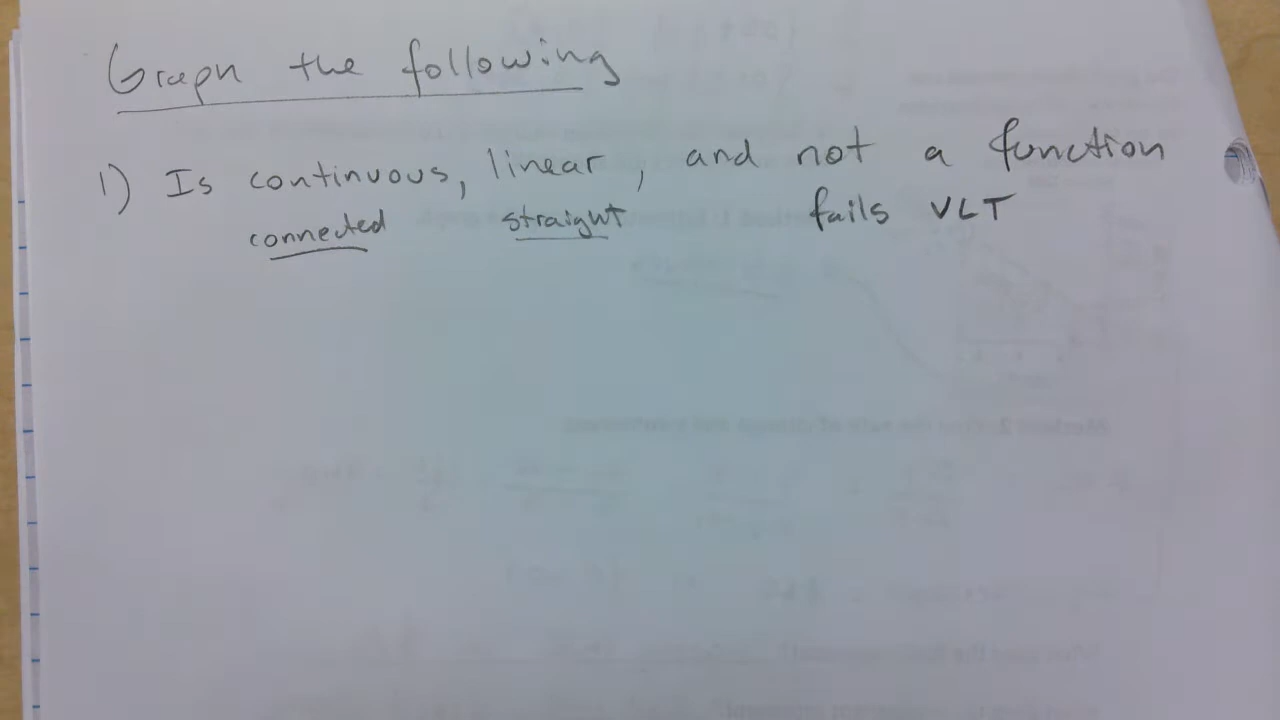 Graph the following
1) Is continuous, linear, and not a function
connected straight fails VLT